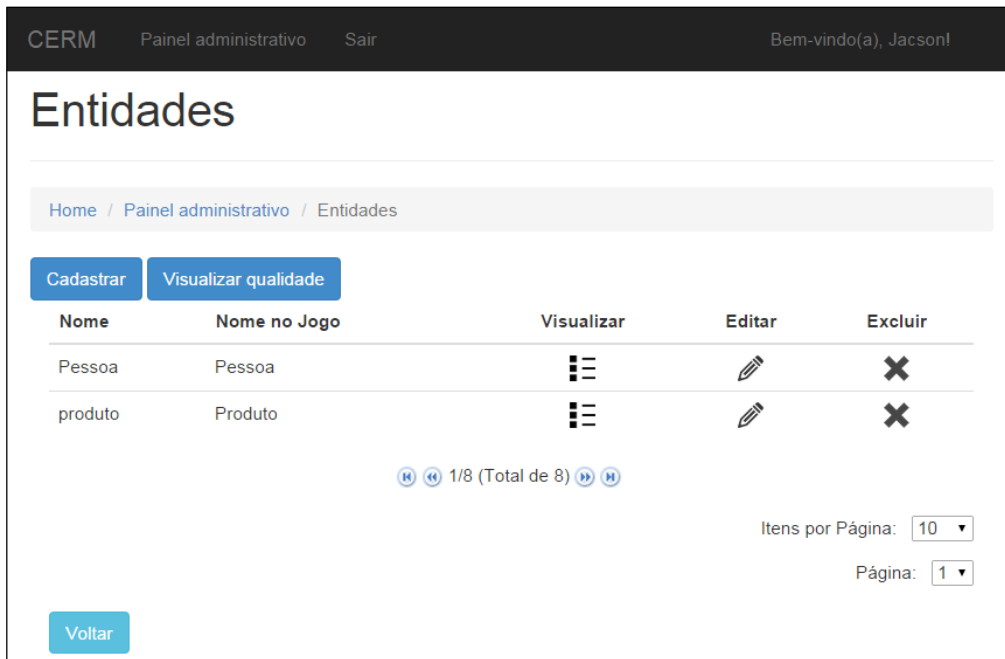 CERM Painel administrativo Sair Bem-vindo(a), Jacson!
Entidades
Home / Painel administrativo / Entidades
Cadastrar Visualizar qualidade
Nome Nome no Jogo Visualizar Editar Excluir
Pessoa Pessoa
produto Produto
1/8 (Total de 8)
Itens por Página: 10
Página: 1
Voltar